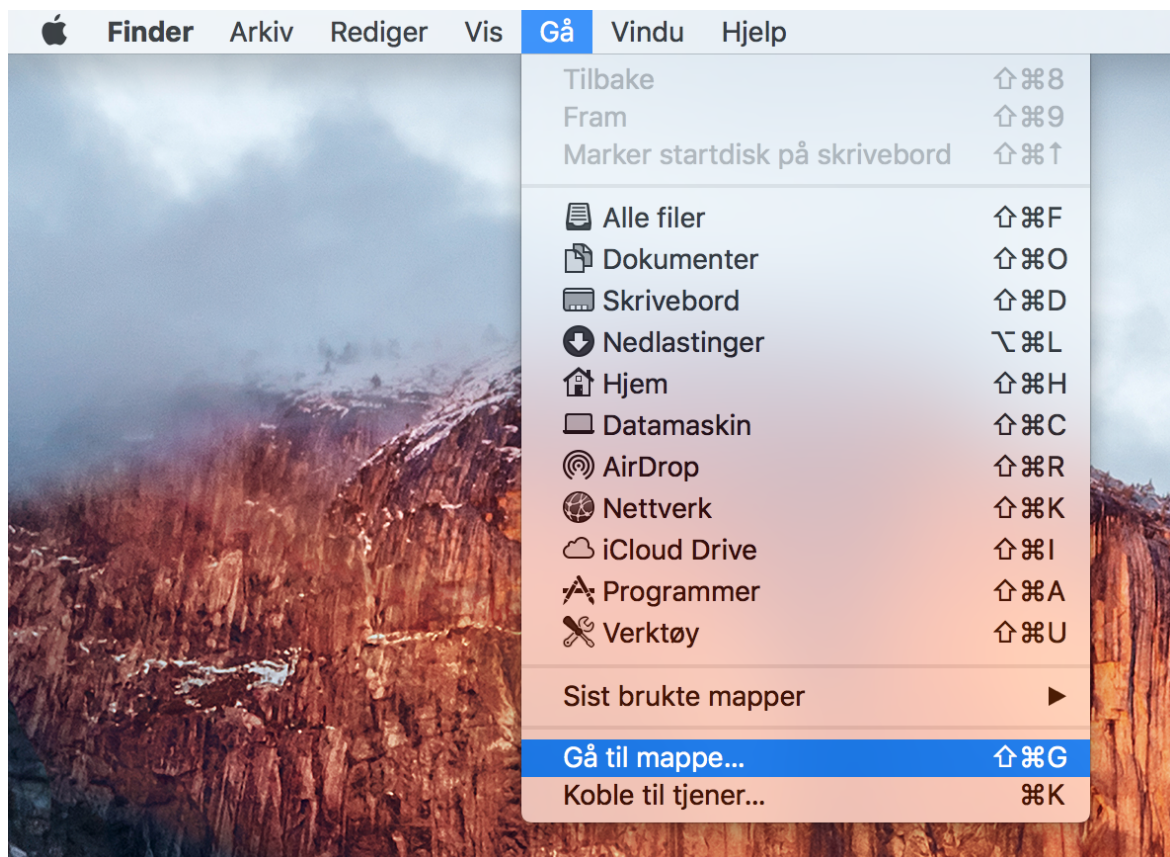 Finder Arkiv Rediger Vis Gå Vindu Hjelp
Tilbake ⇧⌘8
Fram ⇧⌘9
Marker startdisk på skrivebord ⇧⌘↑
Alle filer ⇧⌘F
Dokumenter ⇧⌘O
Skrivebord ⇧⌘D
Nedlastinger ⌥⌘L
Hjem ⇧⌘H
Datamaskin ⇧⌘C
AirDrop ⇧⌘R
Nettverk ⇧⌘K
iCloud Drive ⇧⌘I
Programmer ⇧⌘A
Verktøy ⇧⌘U
Sist brukte mapper ▶
Gå til mappe... ⇧⌘G
Koble til tjener... ⌘K